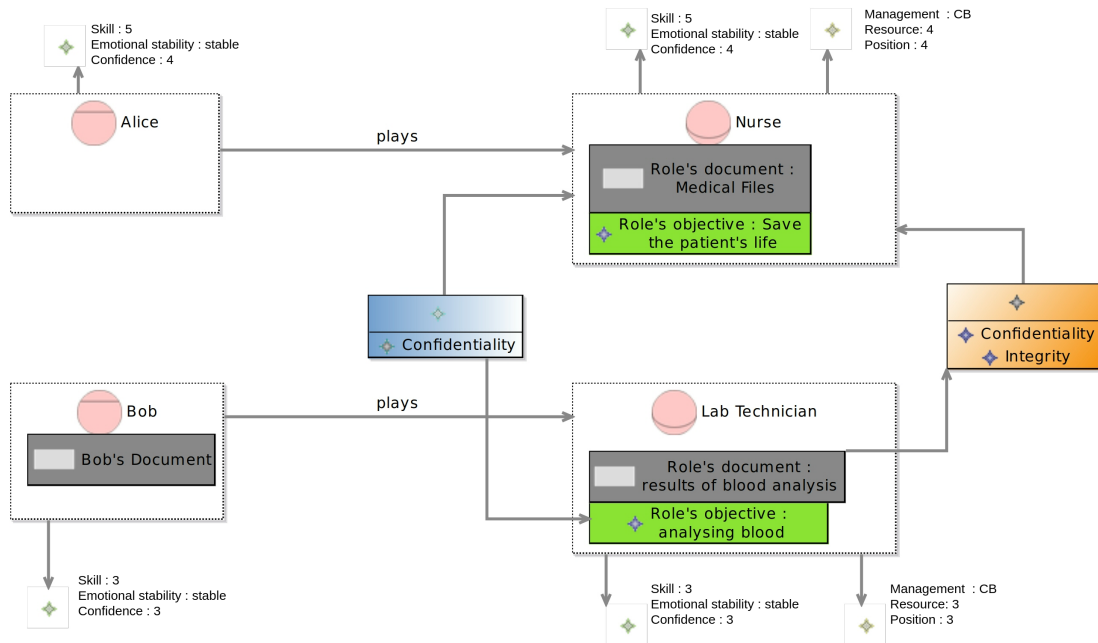 Skill : 5
Emotional stability : stable
Confidence : 4
Skill : 5
Emotional stability : stable
Confidence : 4
Management  : CB
Resource: 4
Position : 4
Alice
plays
Nurse
Role's document :
Medical Files
Role's objective : Save
the patient's life
Confidentiality
Confidentiality
Integrity
Bob
Bob's Document
plays
Lab Technician
Role's document :
results of blood analysis
Role's objective :
analysing blood
Skill : 3
Emotional stability : stable
Confidence : 3
Skill : 3
Emotional stability : stable
Confidence : 3
Management  : CB
Resource: 3
Position : 3